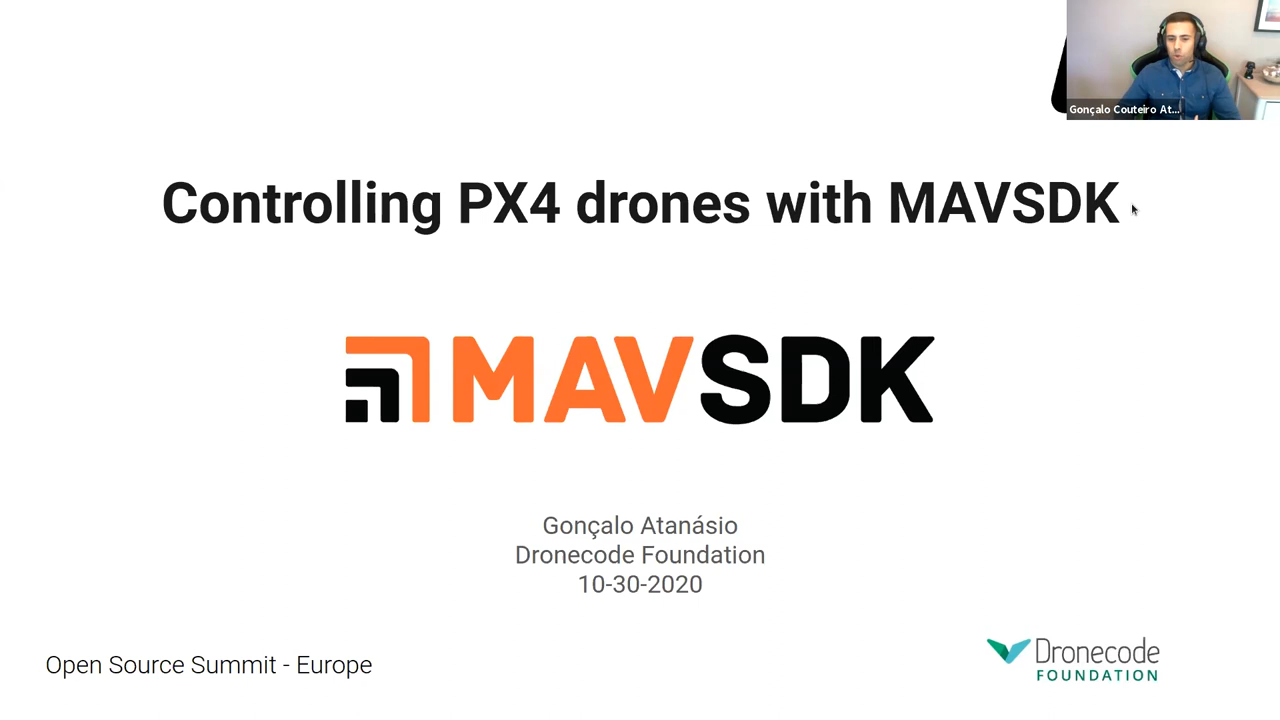 Gonçalo Couteiro At...
Controlling PX4 drones with MAVSDK
MAVSDK
Gonçalo Atanásio
Dronecode Foundation
10-30-2020
Open Source Summit - Europe
Dronecode
FOUNDATION